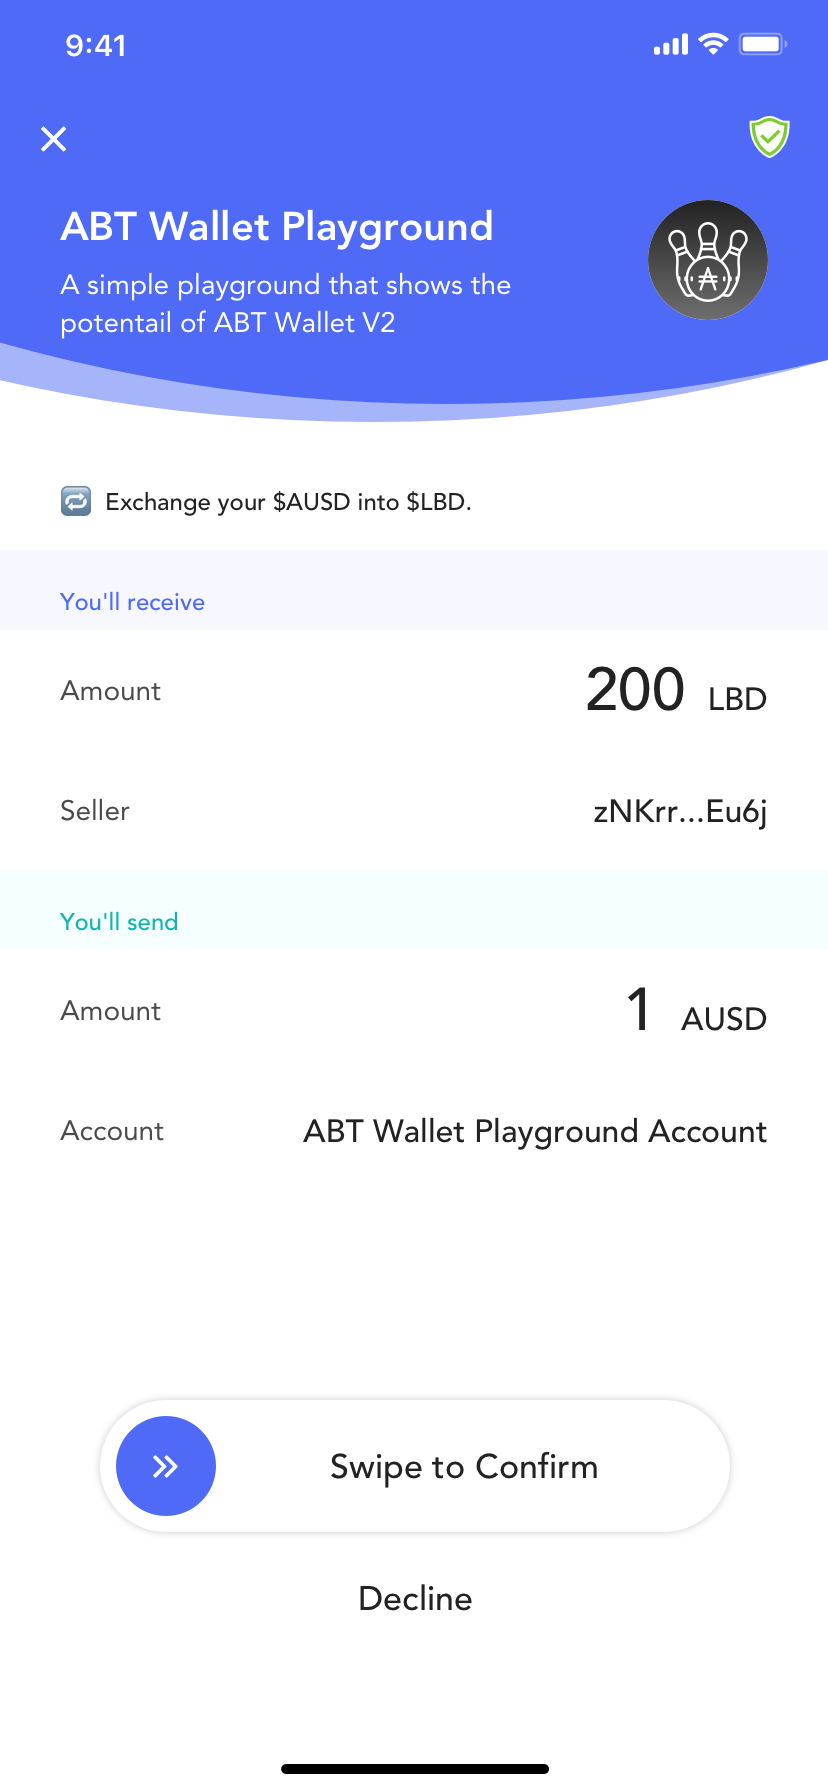 9:41
ABT Wallet Playground
A simple playground that shows the
potentail of ABT Wallet V2
Exchange your $AUSD into $LBD.
You'll receive
Amount
200 LBD
Seller
zNKrr...Eu6j
You'll send
Amount
1 AUSD
Account
ABT Wallet Playground Account
Swipe to Confirm
Decline